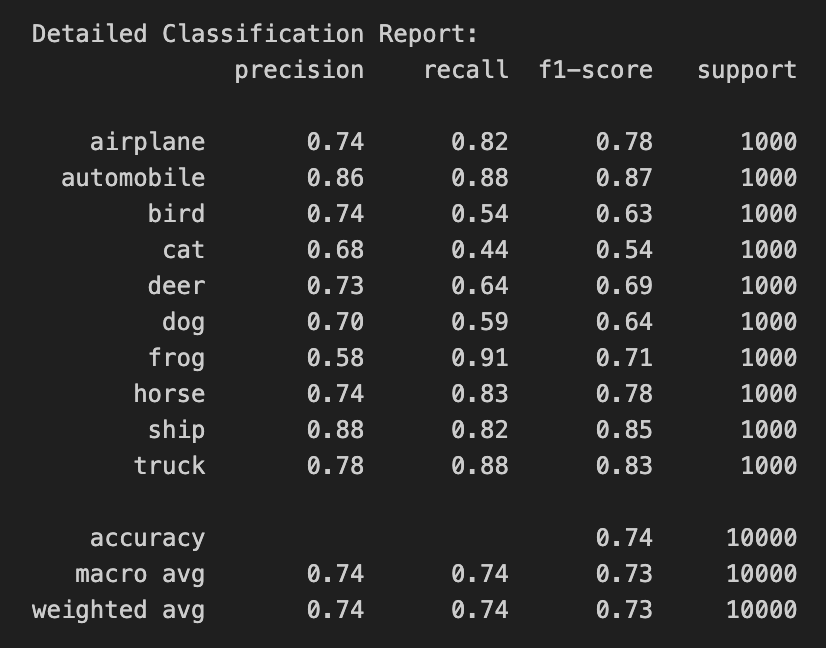 Detailed Classification Report:
precision recall f1-score support
airplane 0.74 0.82 0.78 1000
automobile 0.86 0.88 0.87 1000
bird 0.74 0.54 0.63 1000
cat 0.68 0.44 0.54 1000
deer 0.73 0.64 0.69 1000
dog 0.70 0.59 0.64 1000
frog 0.58 0.91 0.71 1000
horse 0.74 0.83 0.78 1000
ship 0.88 0.82 0.85 1000
truck 0.78 0.88 0.83 1000
accuracy 0.74 10000
macro avg 0.74 0.74 0.73 10000
weighted avg 0.74 0.74 0.73 10000